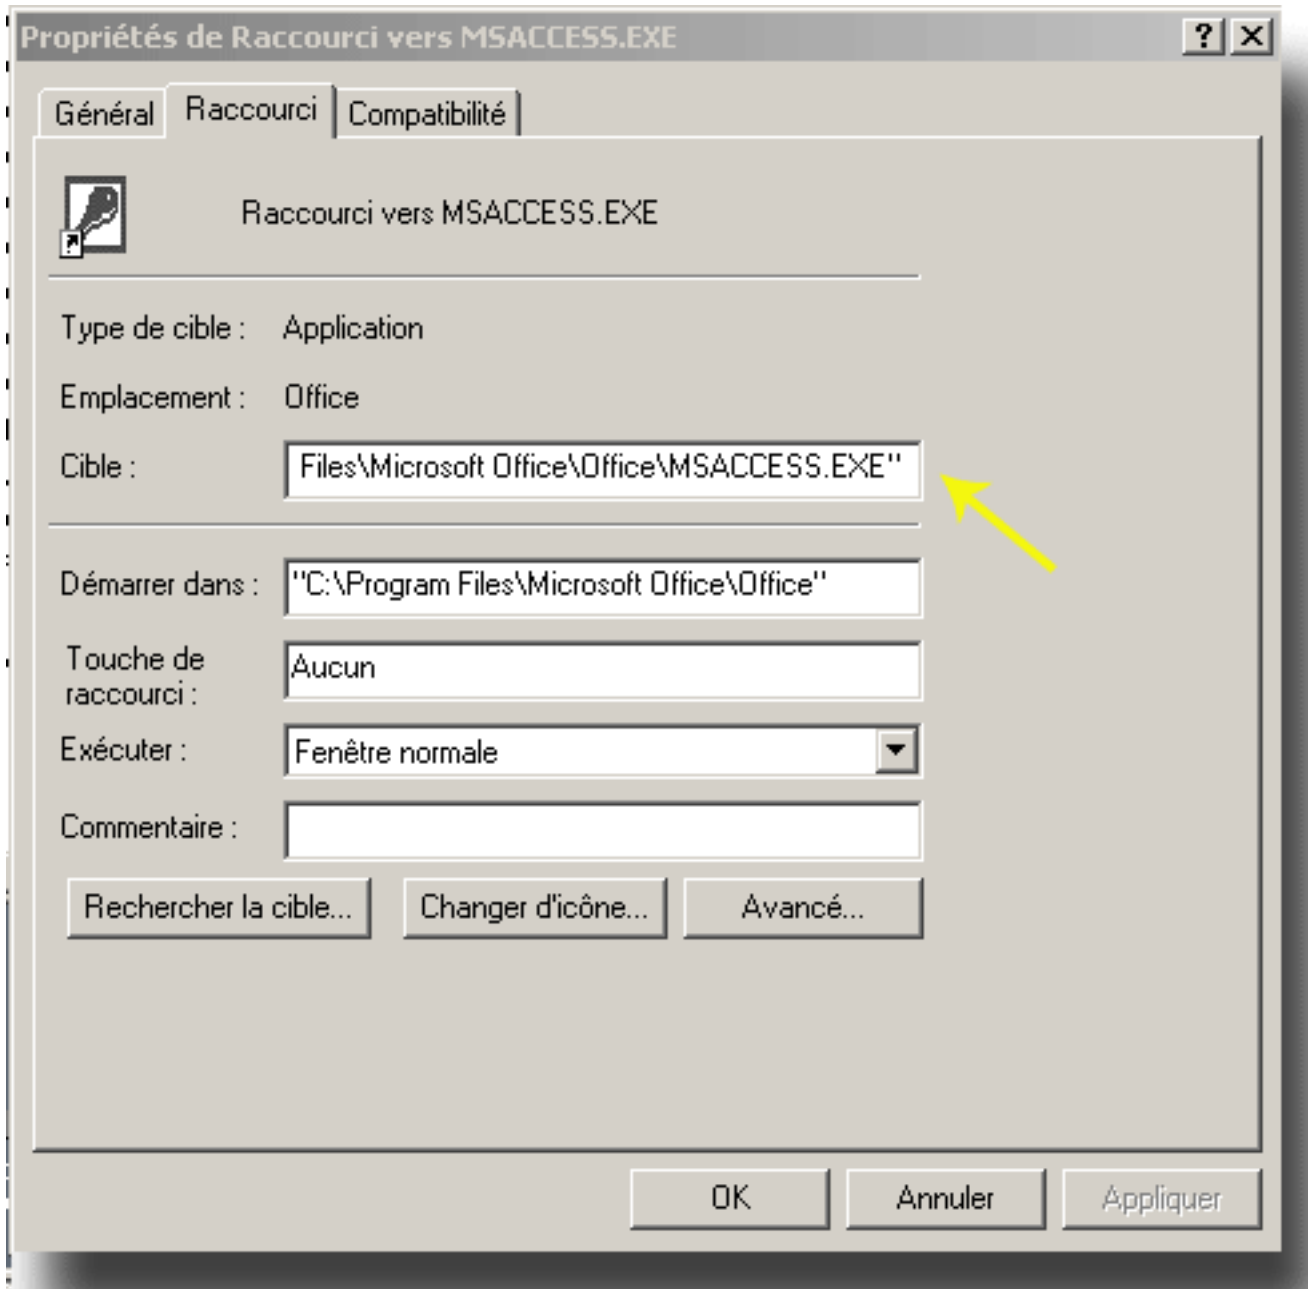 Propriétés de Raccourci vers MSACCESS.EXE
Général Raccourci Compatibilité
Raccourci vers MSACCESS.EXE
Type de cible : Application
Emplacement : Office
Cible : Files\Microsoft Office\Office\MSACCESS.EXE"
Démarrer dans : "C:\Program Files\Microsoft Office\Office"
Touche de
raccourci : Aucun
Exécuter : Fenêtre normale
Commentaire :
Rechercher la cible... Changer d'icône... Avancé...
OK Annuler Appliquer